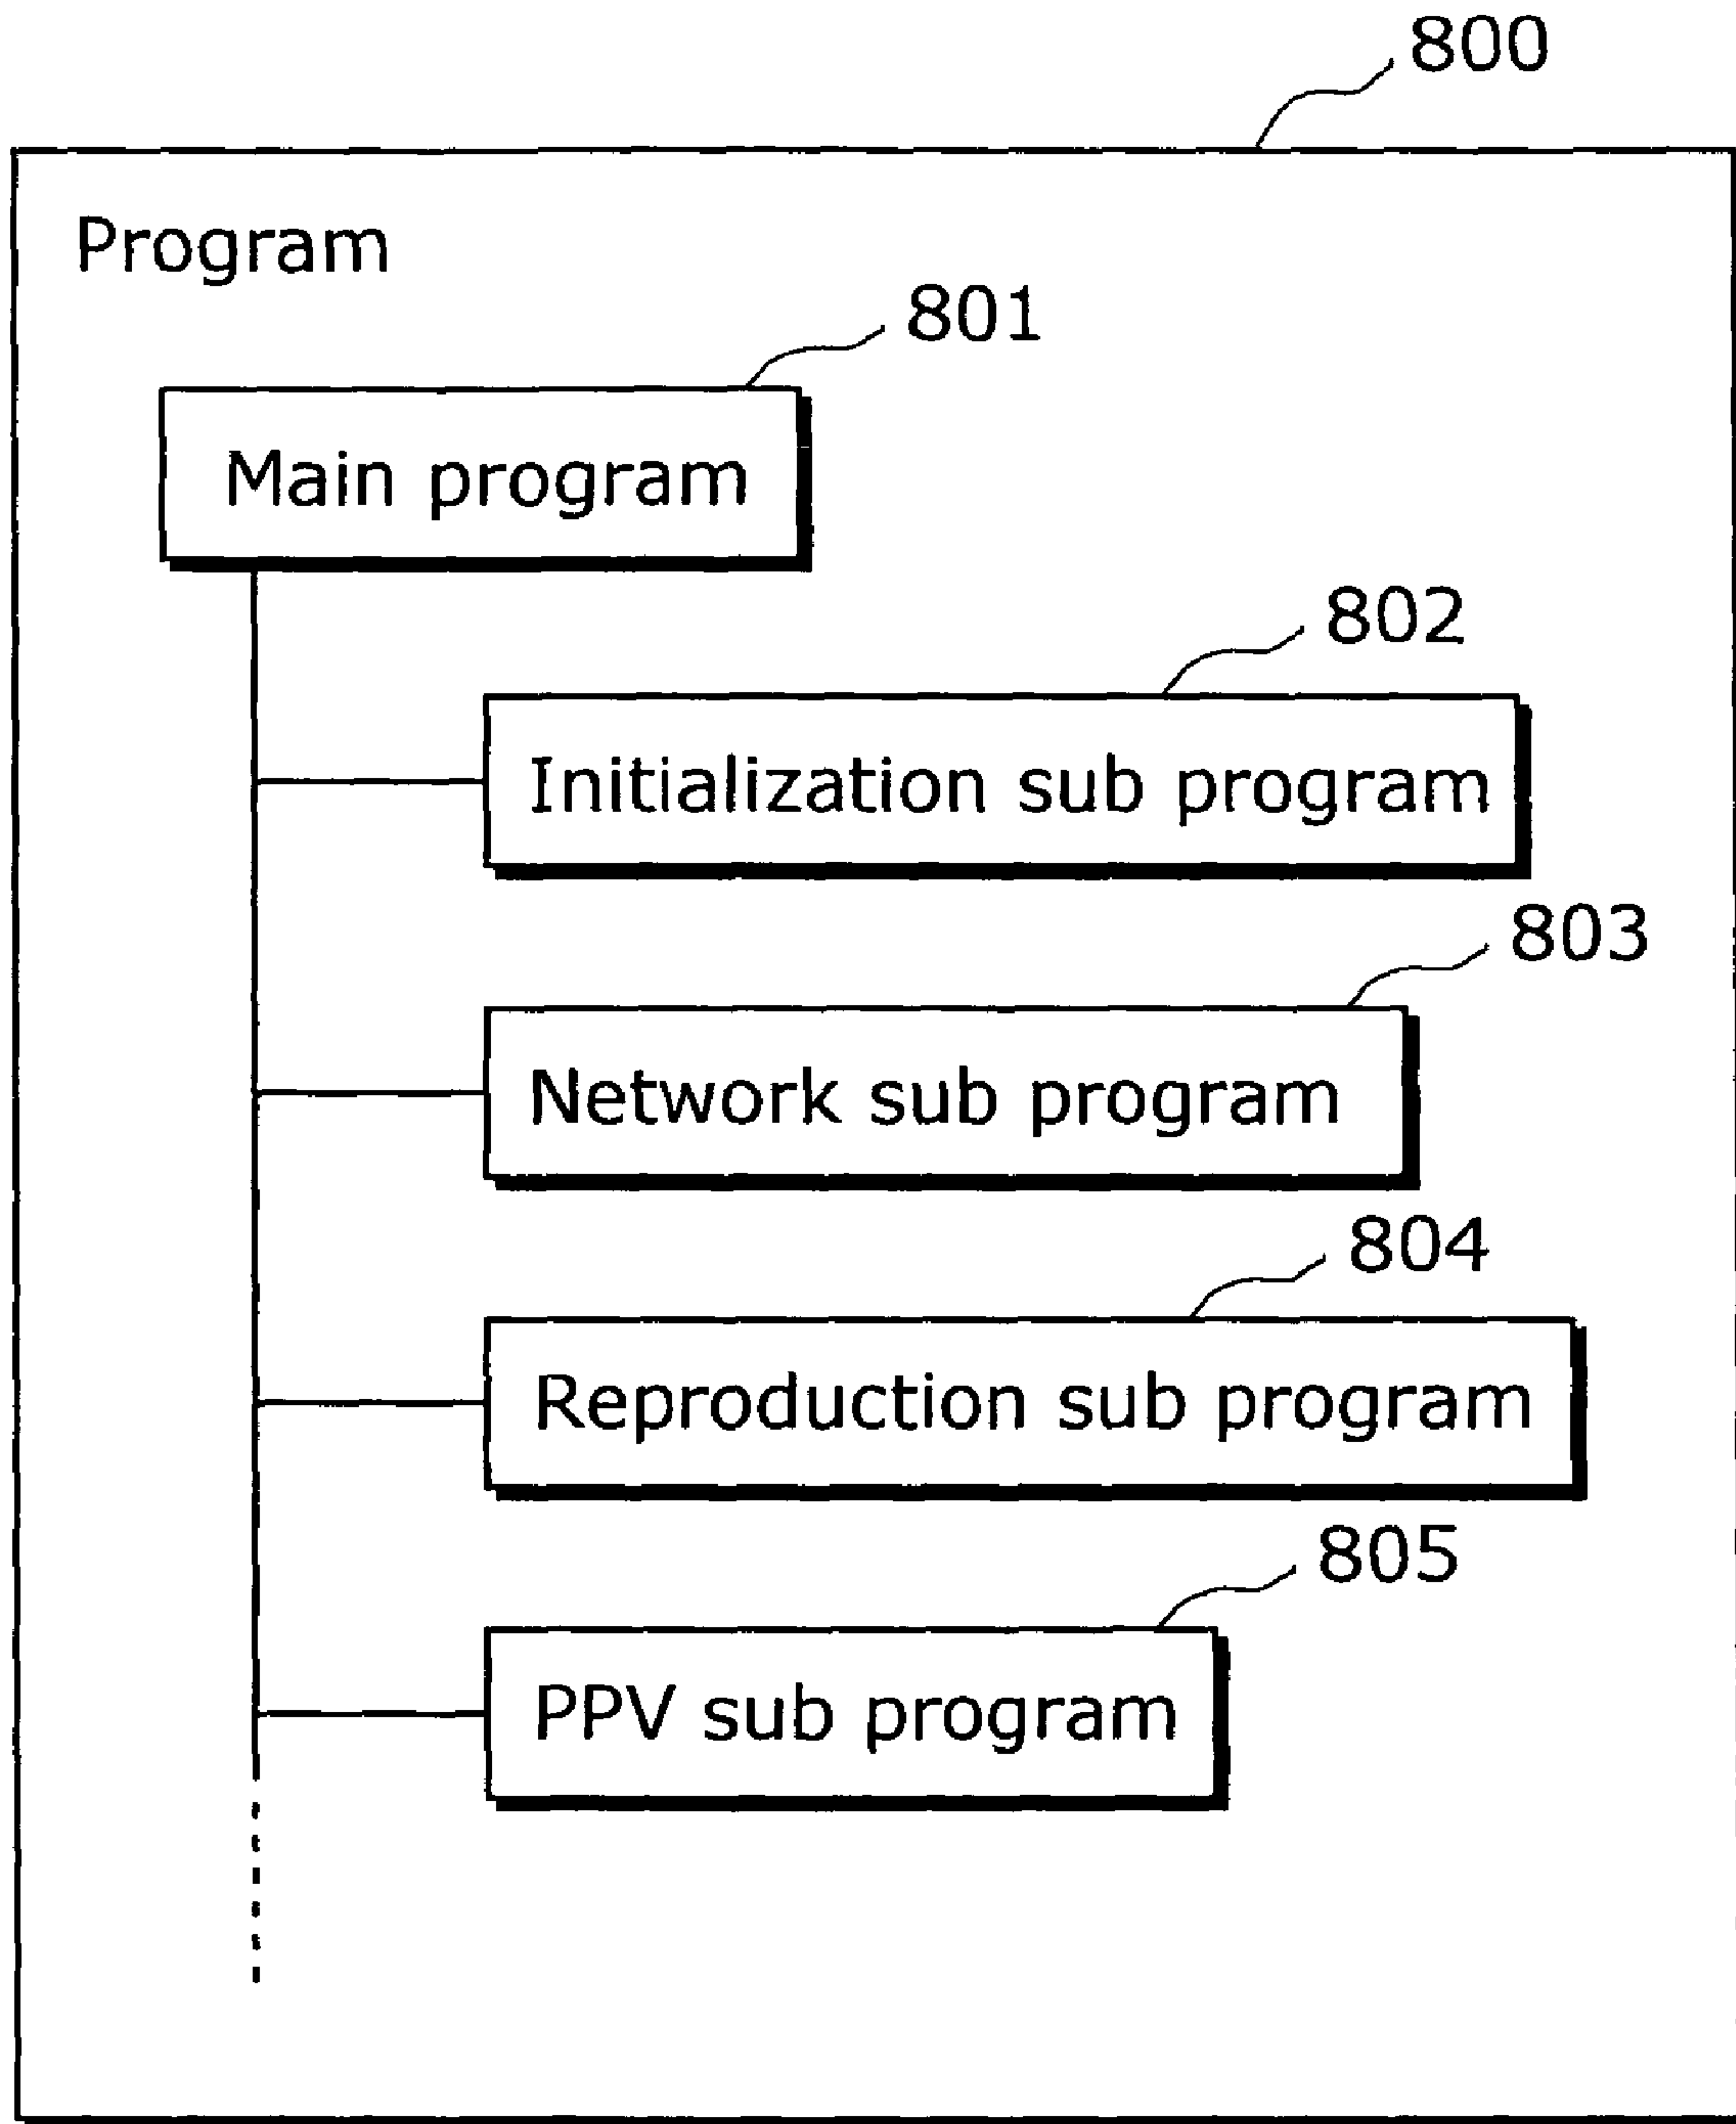 800
Program
801
Main program
802
Initialization sub program
803
Network sub program
804
Reproduction sub program
805
PPV sub program